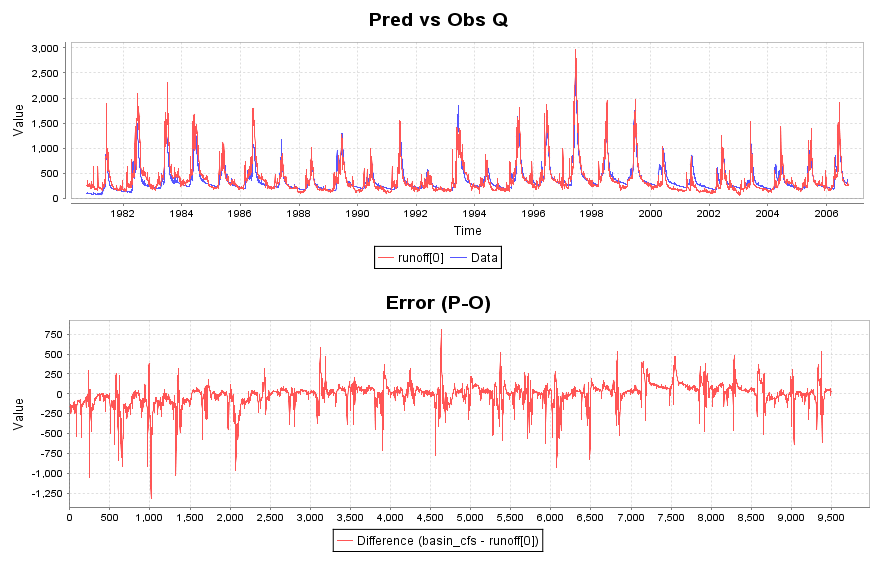 Pred vs Obs Q
Value
3,000
2,500
2,000
1,500
1,000
500
0
1982 1984 1986 1988 1990 1992 1994 1996 1998 2000 2002 2004 2006
Time
runoff[0] Data
Error (P-O)
Value
750
500
250
0
-250
-500
-750
-1,000
-1,250
0 500 1,000 1,500 2,000 2,500 3,000 3,500 4,000 4,500 5,000 5,500 6,000 6,500 7,000 7,500 8,000 8,500 9,000 9,500
Difference (basin_cfs - runoff[0])